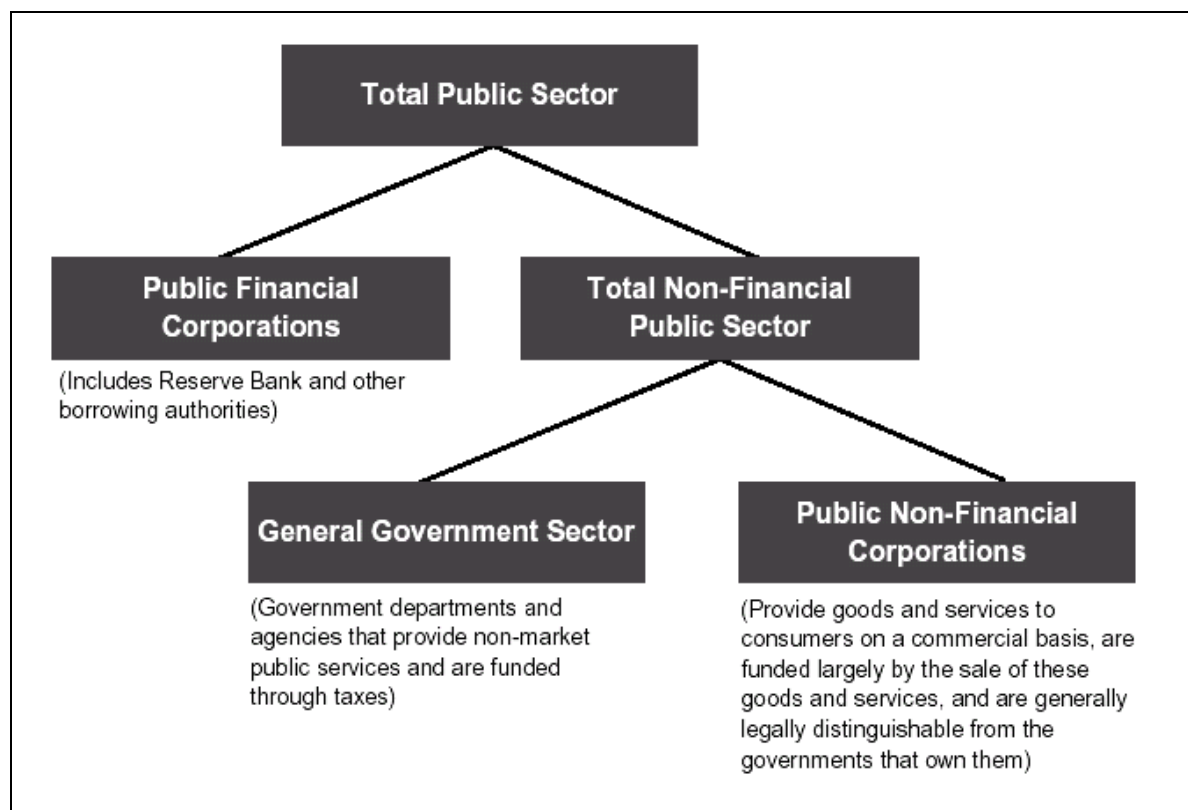 Total Public Sector
Public Financial
Corporations
Total Non-Financial
Public Sector
(Includes Reserve Bank and other
borrowing authorities)
General Government Sector
Public Non-Financial
Corporations
(Government departments and
agencies that provide non-market
public services and are funded
through taxes)
(Provide goods and services to
consumers on a commercial basis, are
funded largely by the sale of these
goods and services, and are generally
legally distinguishable from the
governments that own them)